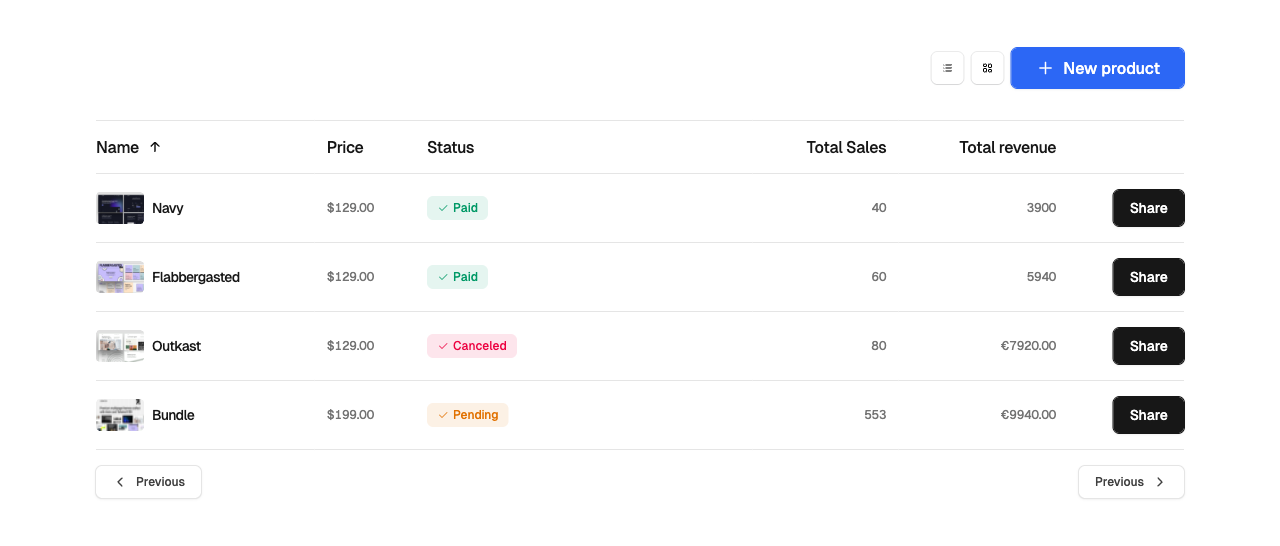 New product
Name Price Status Total Sales Total revenue
Navy $129.00 Paid 40 3900 Share
Flabbergasted $129.00 Paid 60 5940 Share
Outkast $129.00 Canceled 80 €7920.00 Share
Bundle $199.00 Pending 553 €9940.00 Share
Previous Previous